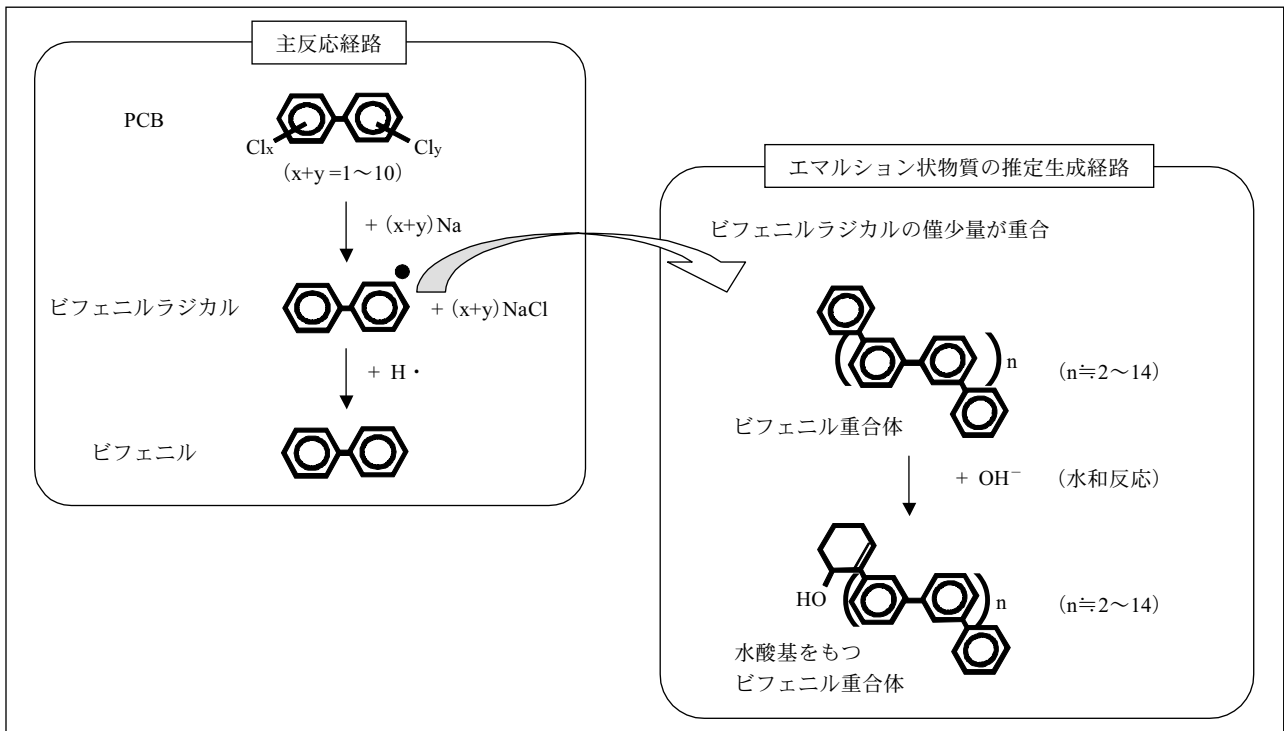 主反応経路
PCB
Clx
Cly
(x+y =1～10)
+ (x+y)Na
ビフェニルラジカル
+ (x+y)NaCl
+ H・
ビフェニル
エマルション状物質の推定生成経路
ビフェニルラジカルの僅少量が重合
n
(n≒2～14)
ビフェニル重合体
+ OH−
(水和反応)
HO
n
(n≒2～14)
水酸基をもつ
ビフェニル重合体